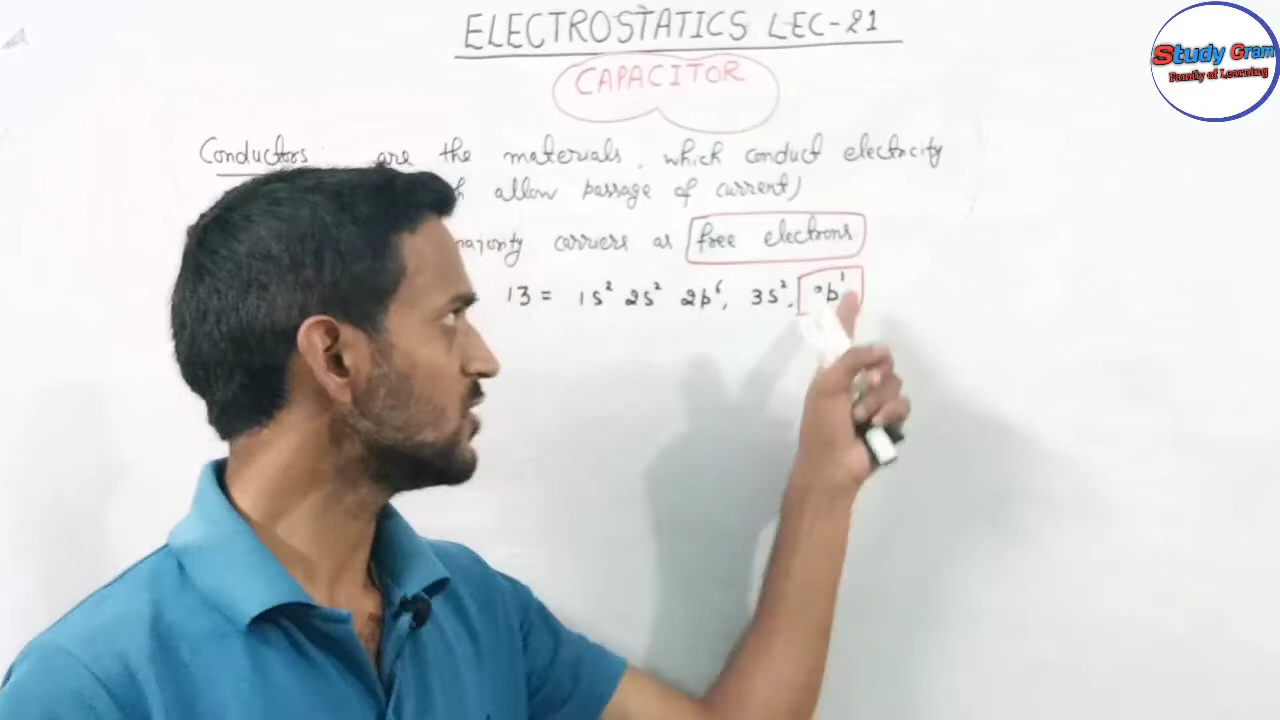 ELECTROSTATICS LEC-21
Study Gram
Family of Learning
CAPACITOR
Conductors are the materials, which conduct electricity
allow passage of current)
majority carriers as free electrons
13 = 1s² 2s² 2p⁶, 3s², p¹